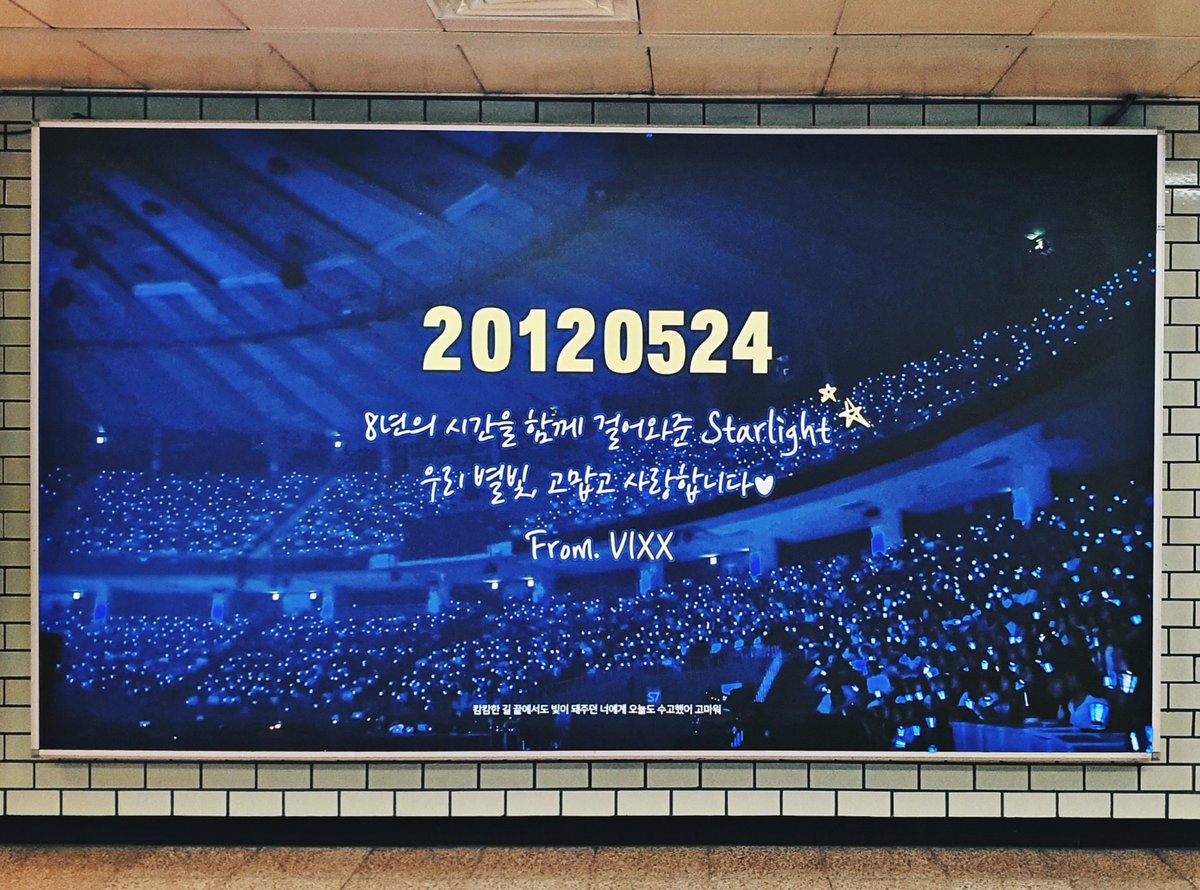 20120524
8년의 시간을 함께 걸어와준 Starlight
우리 별빛, 고맙고 사랑합니다♥
From. VIXX
S7
캄캄한 길 끝에서도 빛이 돼주던 너에게 오늘도 수고했어 고마워